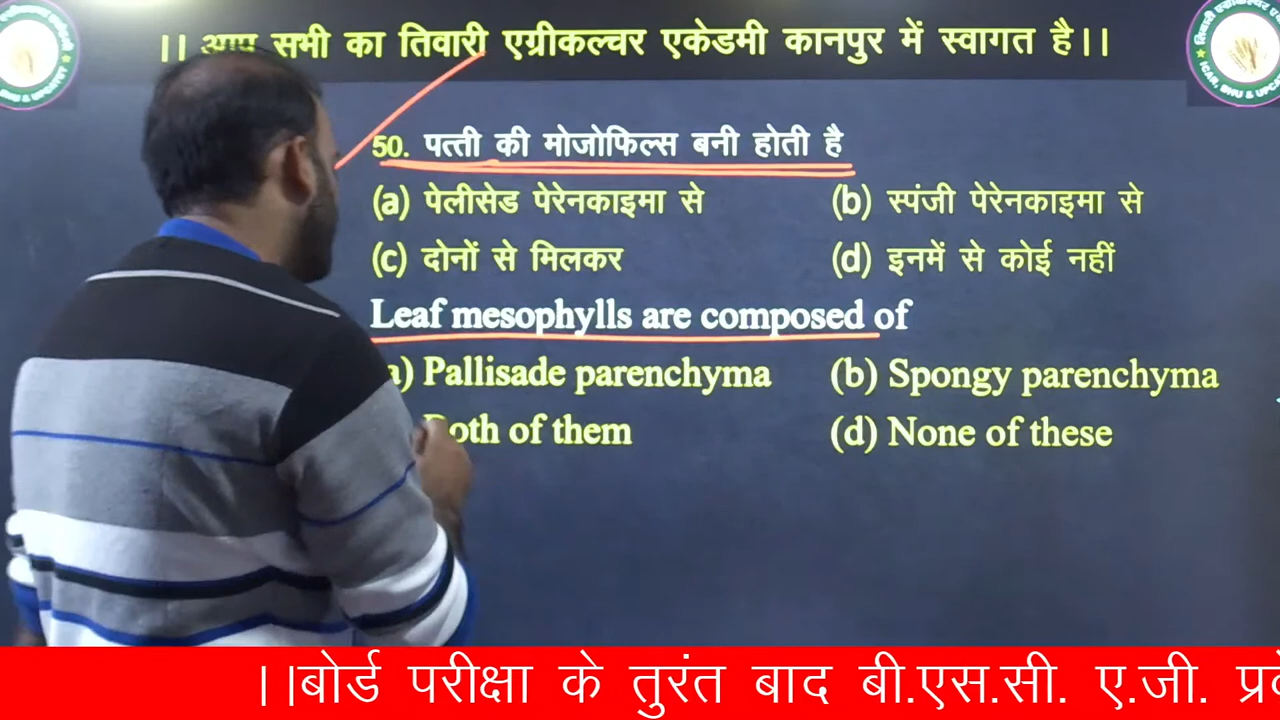 ।। आप सभी का तिवारी एग्रीकल्चर एकेडमी कानपुर में स्वागत है।।
50. पत्ती की मोजोफिल्स बनी होती है
(a) पेलीसेड पेरेनकाइमा से (b) स्पंजी पेरेनकाइमा से
(c) दोनों से मिलकर (d) इनमें से कोई नहीं
Leaf mesophylls are composed of
a) Pallisade parenchyma (b) Spongy parenchyma
Both of them (d) None of these
।।बोर्ड परीक्षा के तुरंत बाद बी.एस.सी. ए.जी.